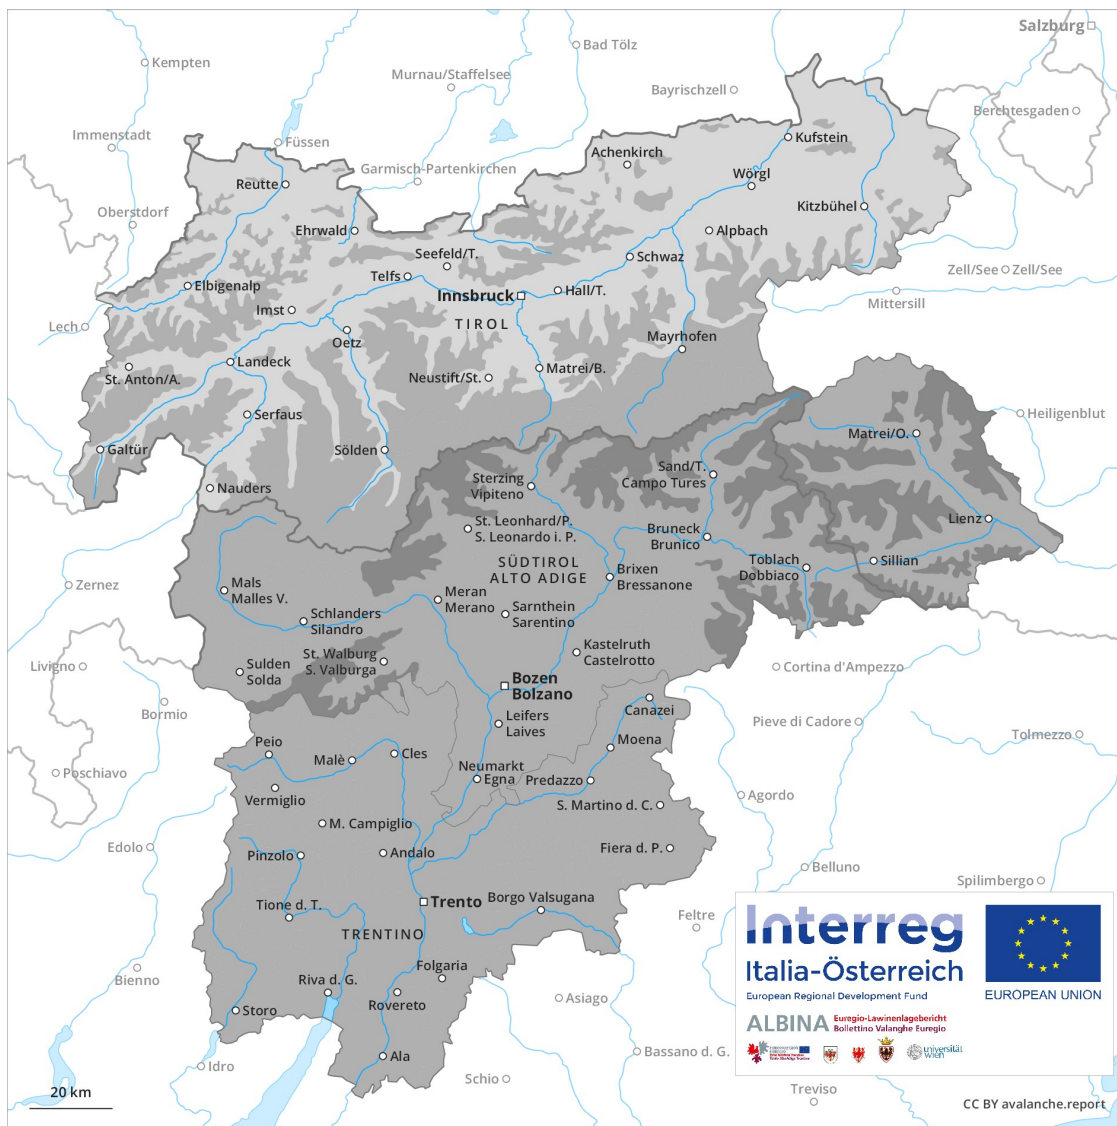 Salzburg
Bad Tölz
Kempten
Murnau/Staffelsee
Bayrischzell
Berchtesgaden
Immenstadt
Füssen
Kufstein
Achenkirch
Garmisch-Partenkirchen
Wörgl
Reutte
Oberstdorf
Kitzbühel
Ehrwald
Alpbach
Seefeld/T.
Schwaz
Zell/See
Zell/See
Telfs
Elbigenalp
Innsbruck
Hall/T.
Mittersill
Imst
TIROL
Lech
Oetz
Mayrhofen
Landeck
Matrei/B.
St. Anton/A.
Neustift/St.
Serfaus
Heiligenblut
Matrei/O.
Galtür
Sölden
Sand/T.
Campo Tures
Sterzing
Vipiteno
Nauders
Lienz
St. Leonhard/P.
S. Leonardo i. P.
Bruneck
Brunico
SÜDTIROL
ALTO ADIGE
Toblach
Dobbiaco
Sillian
Brixen
Bressanone
Zernez
Mals
Malles V.
Meran
Merano
Sarnthein
Sarentino
Schlanders
Silandro
Kastelruth
Castelrotto
St. Walburg
S. Valburga
Livigno
Sulden
Solda
Cortina d'Ampezzo
Bozen
Bolzano
Bormio
Canazei
Leifers
Laives
Pieve di Cadore
Tolmezzo
Peio
Malè
Cles
Moena
Neumarkt
Egna
Predazzo
Poschiavo
Vermiglio
S. Martino d. C.
Agordo
M. Campiglio
Edolo
Pinzolo
Andalo
Fiera d. P.
Belluno
Spilimbergo
Tione d. T.
Trento
Borgo Valsugana
Feltre
TRENTINO
Interreg
Italia-Österreich
European Regional Development Fund
EUROPEAN UNION
Folgaria
Bienno
Riva d. G.
Rovereto
Asiago
Storo
ALBINA
Euregio-Lawinenlagebericht
Bollettino Valanghe Euregio
universität
wien
Ala
Idro
Bassano d. G.
Schio
Treviso
20 km
CC BY avalanche.report